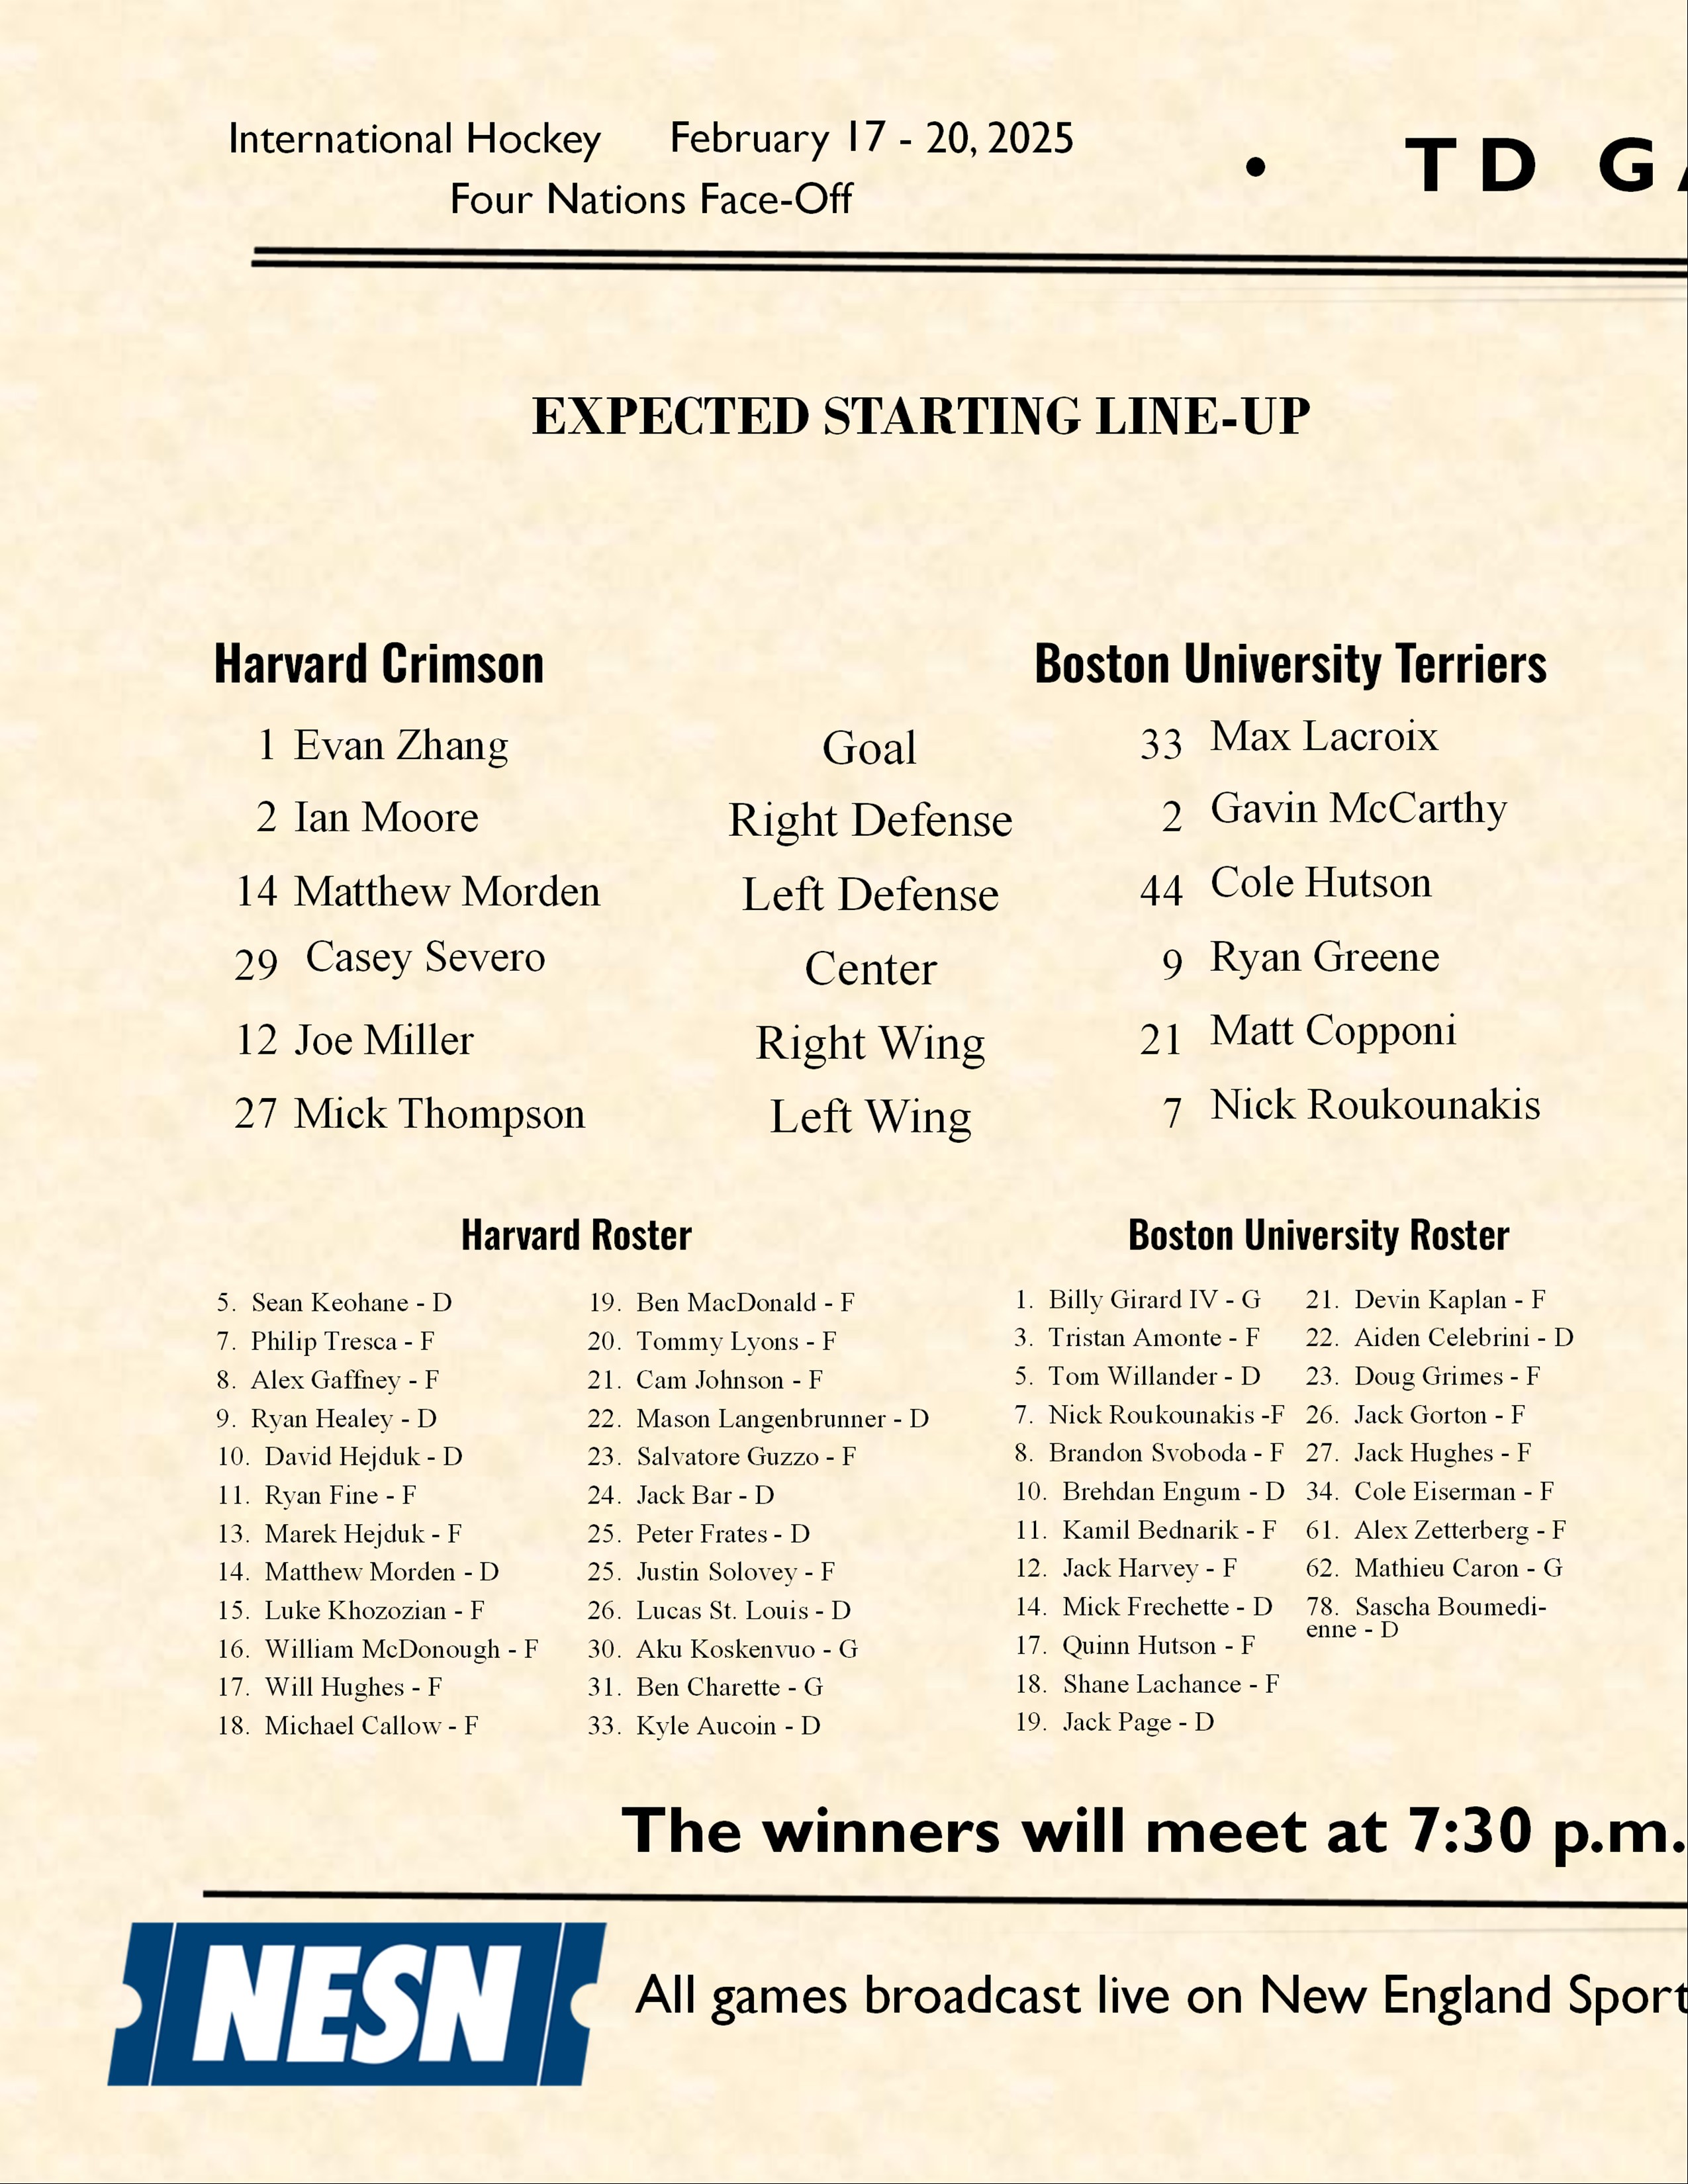 International Hockey February 17 - 20, 2025
Four Nations Face-Off
• TD G
EXPECTED STARTING LINE-UP
Harvard Crimson
Boston University Terriers
1 Evan Zhang Goal 33 Max Lacroix
2 Ian Moore Right Defense 2 Gavin McCarthy
14 Matthew Morden Left Defense 44 Cole Hutson
29 Casey Severo Center 9 Ryan Greene
12 Joe Miller Right Wing 21 Matt Copponi
27 Mick Thompson Left Wing 7 Nick Roukounakis
Harvard Roster
5. Sean Keohane - D
7. Philip Tresca - F
8. Alex Gaffney - F
9. Ryan Healey - D
10. David Hejduk - D
11. Ryan Fine - F
13. Marek Hejduk - F
14. Matthew Morden - D
15. Luke Khozozian - F
16. William McDonough - F
17. Will Hughes - F
18. Michael Callow - F
19. Ben MacDonald - F
20. Tommy Lyons - F
21. Cam Johnson - F
22. Mason Langenbrunner - D
23. Salvatore Guzzo - F
24. Jack Bar - D
25. Peter Frates - D
25. Justin Solovey - F
26. Lucas St. Louis - D
30. Aku Koskenvuo - G
31. Ben Charette - G
33. Kyle Aucoin - D
Boston University Roster
1. Billy Girard IV - G
3. Tristan Amonte - F
5. Tom Willander - D
7. Nick Roukounakis -F
8. Brandon Svoboda - F
10. Brehdan Engum - D
11. Kamil Bednarik - F
12. Jack Harvey - F
14. Mick Frechette - D
17. Quinn Hutson - F
18. Shane Lachance - F
19. Jack Page - D
21. Devin Kaplan - F
22. Aiden Celebrini - D
23. Doug Grimes - F
26. Jack Gorton - F
27. Jack Hughes - F
34. Cole Eiserman - F
61. Alex Zetterberg - F
62. Mathieu Caron - G
78. Sascha Boumedi-
enne - D
The winners will meet at 7:30 p.m.
NESN
All games broadcast live on New England Sport